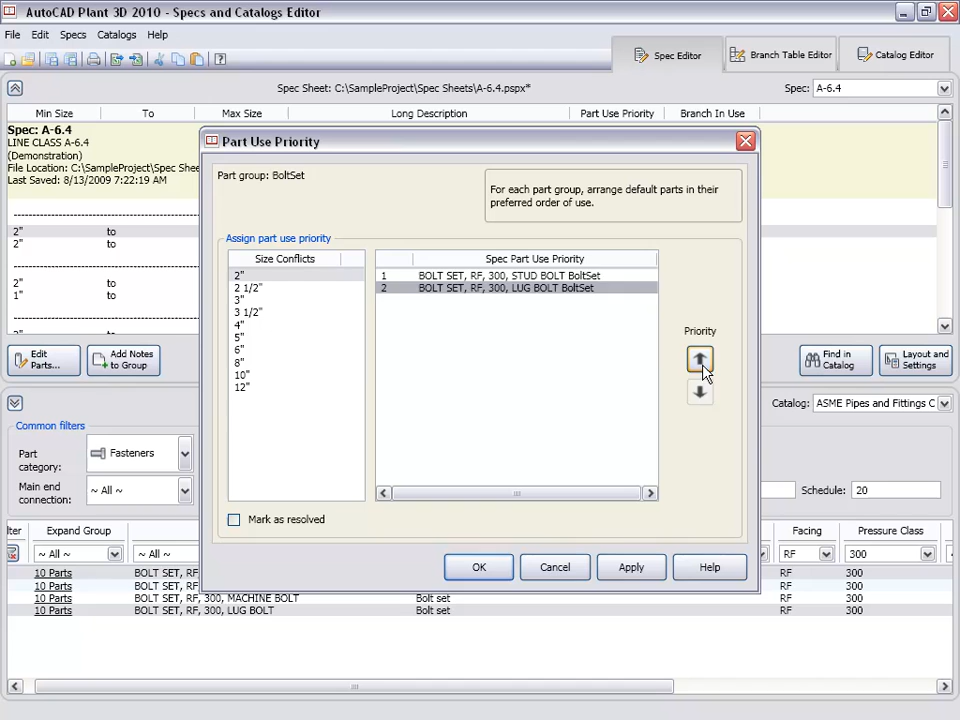 AutoCAD Plant 3D 2010 - Specs and Catalogs Editor
File Edit Specs Catalogs Help
Spec Editor Branch Table Editor Catalog Editor
Spec Sheet: C:\SampleProject\Spec Sheets\A-6.4.pspx* Spec: A-6.4
Min Size To Max Size Long Description Part Use Priority Branch In Use
Spec: A-6.4
LINE CLASS A-6.4
(Demonstration)
File Location: C:\SampleProject\Spec Shee
Last Saved: 8/13/2009 7:22:19 AM
2" to
2" to
2" to
1" to
Edit Parts...
Add Notes to Group
Find in Catalog
Layout and Settings
Part Use Priority
Part group: BoltSet
For each part group, arrange default parts in their
preferred order of use.
Assign part use priority
Size Conflicts
2"
2 1/2"
3"
3 1/2"
4"
5"
6"
8"
10"
12"
Spec Part Use Priority
1 BOLT SET, RF, 300, STUD BOLT BoltSet
2 BOLT SET, RF, 300, LUG BOLT BoltSet
Priority
Mark as resolved
OK Cancel Apply Help
Catalog: ASME Pipes and Fittings C
Common filters
Part category: Fasteners
Main end connection: ~ All ~
Schedule: 20
lter Expand Group Facing Pressure Class
~ All ~ ~ All ~ RF 300
10 Parts BOLT SET, RF, 300 RF 300
10 Parts BOLT SET, RF, 300 RF 300
10 Parts BOLT SET, RF, 300, MACHINE BOLT Bolt set RF 300
10 Parts BOLT SET, RF, 300, LUG BOLT Bolt set RF 300